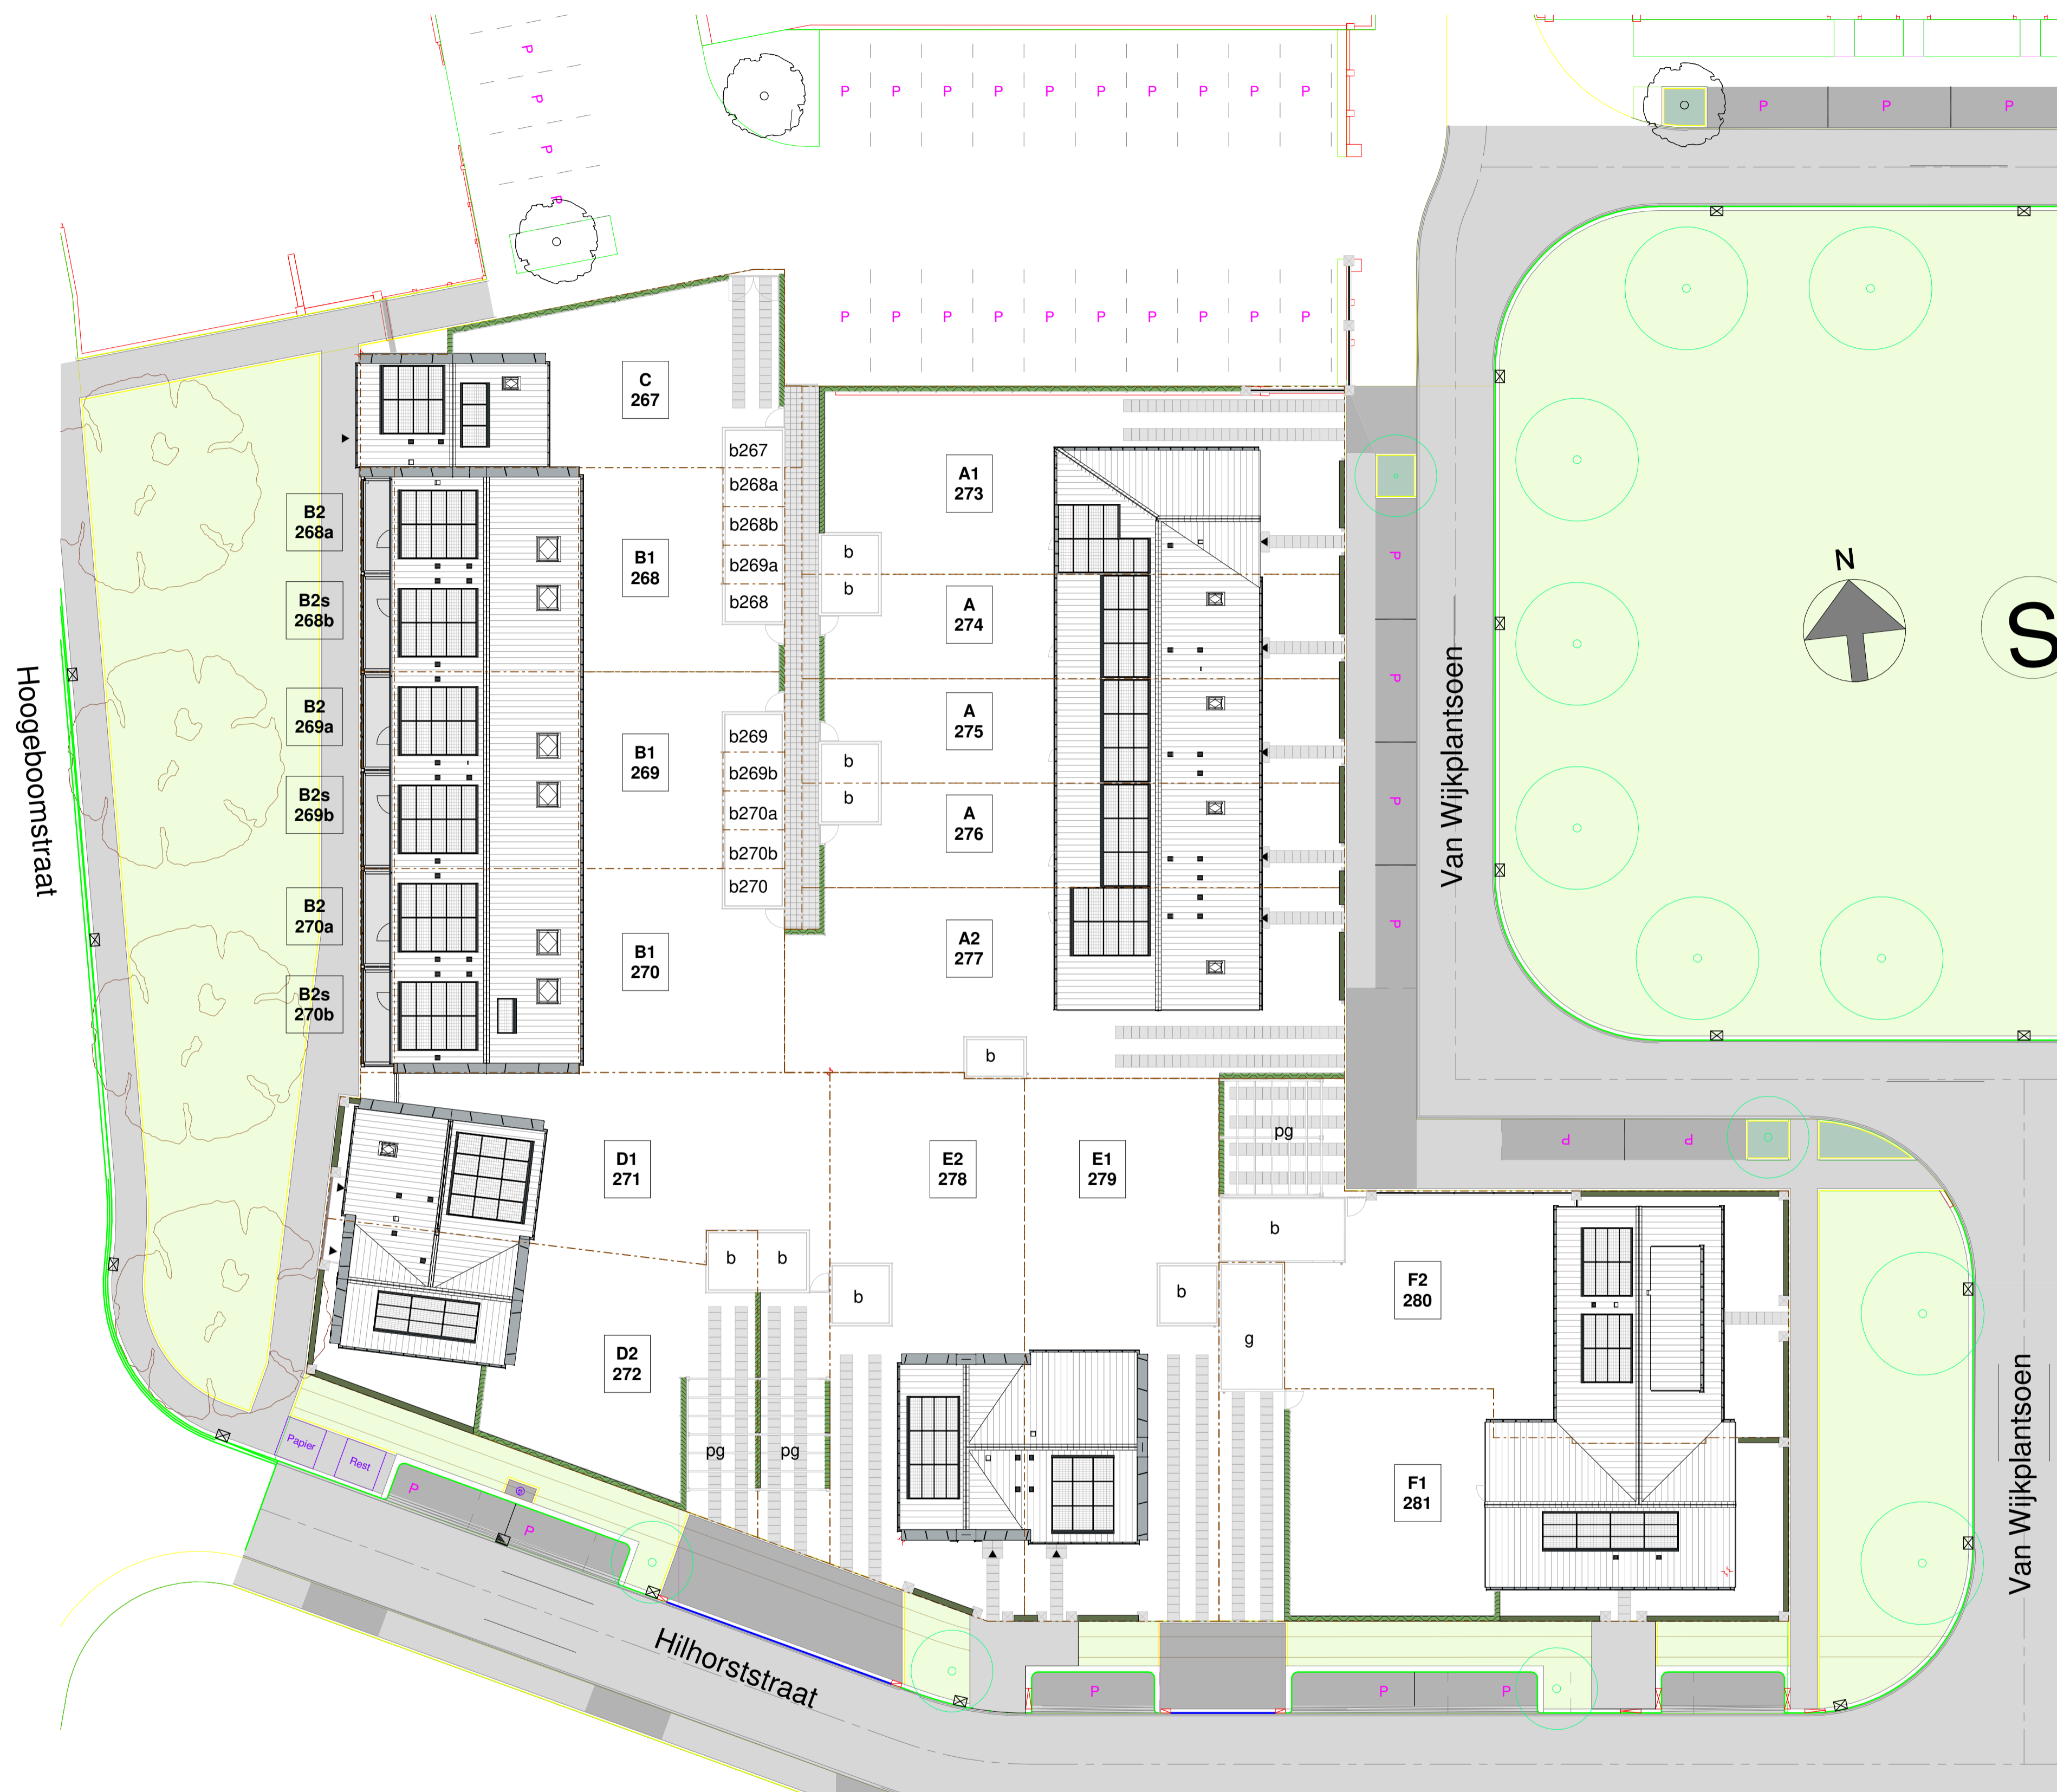 P
P
P
P
P P P P P P P P P P
P P P
P P P P P P P P P P
C
267
b267
b268a
b268b
b269a
b268
B2
268a
B2s
268b
B2
269a
B2s
269b
B2
270a
B2s
270b
B1
268
B1
269
B1
270
b269
b269b
b270a
b270b
b270
b
b
b
b
A1
273
A
274
A
275
A
276
A2
277
b
P
P
P
P
Hoogeboomstraat
Van Wijkplantsoen
N
S
D1
271
D2
272
b b
b
pg pg
E2
278
E1
279
b
pg
b
g
P P
F2
280
F1
281
Papier
Rest
P
P
Hilhorststraat
P
P P
Van Wijkplantsoen